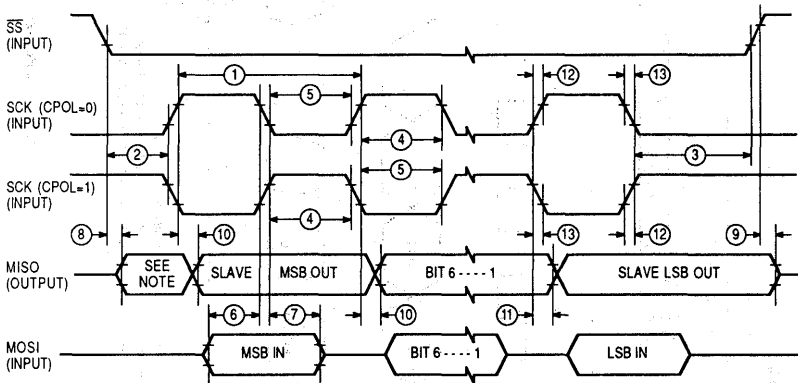 SS
(INPUT)
1
12
13
5
SCK (CPOL=0)
(INPUT)
4
2
3
5
SCK (CPOL=1)
(INPUT)
4
8
10
13
12
9
MISO
(OUTPUT)
SEE
NOTE
SLAVE
MSB OUT
BIT 6 - - - - 1
SLAVE LSB OUT
6
7
10
11
MOSI
(INPUT)
MSB IN
BIT 6 - - - - 1
LSB IN